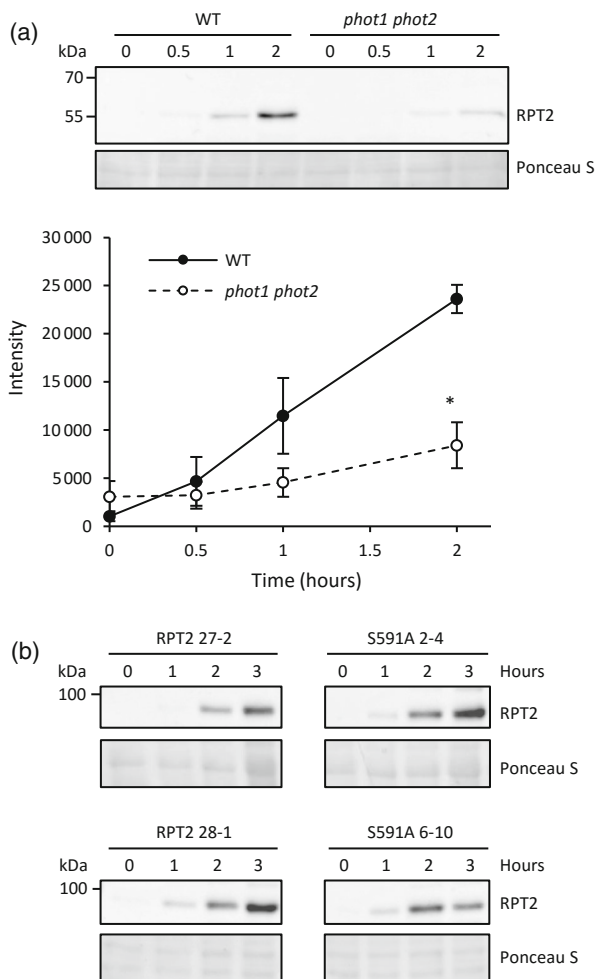 (a)
WT phot1 phot2
kDa 0 0.5 1 2 0 0.5 1 2
70
55 RPT2
Ponceau S
30 000
25 000
20 000
15 000
10 000
5000
0
Intensity
WT
phot1 phot2
*
0 0.5 1 1.5 2
Time (hours)
(b)
RPT2 27-2 S591A 2-4
kDa 0 1 2 3 0 1 2 3 Hours
100
RPT2
Ponceau S
RPT2 28-1 S591A 6-10
kDa 0 1 2 3 0 1 2 3 Hours
100
RPT2
Ponceau S